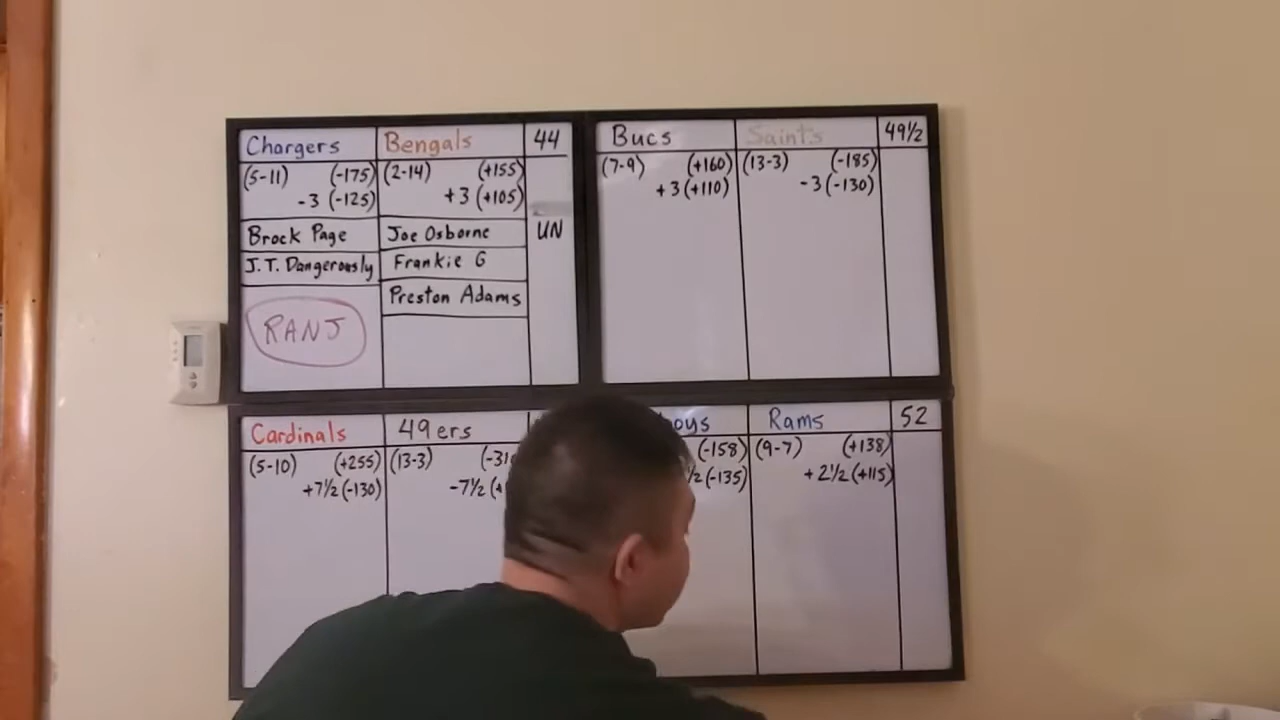 Chargers Bengals 44
(5-11) (-175) (2-14) (+155)
-3 (-125) +3 (+105)
Brock Page Joe Osborne UN
J.T. Dangerously Frankie G
Preston Adams
RANJ
Bucs Saints 49½
(7-9) (+160) (13-3) (-185)
+3 (+110) -3 (-130)
Cardinals 49ers
(5-10) (+255) (13-3)
+7½ (-130) -7½
Rams 52
(-158) (9-7) (+138)
(-135) +2½ (+115)